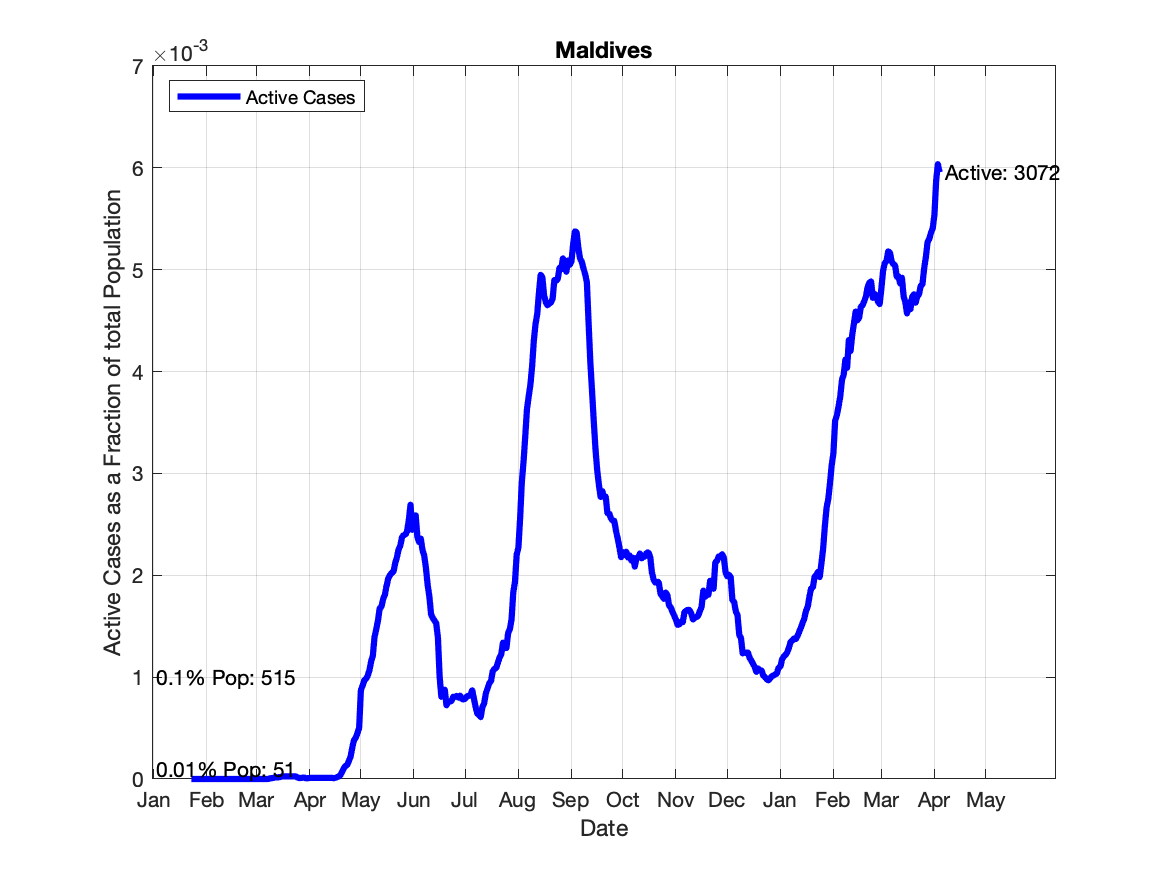 Maldives
×10-3
7
Active Cases
6
Active: 3072
5
4
3
2
1
0.1% Pop: 515
0.01% Pop: 51
0
Jan Feb Mar Apr May Jun Jul Aug Sep Oct Nov Dec Jan Feb Mar Apr May
Date
Active Cases as a Fraction of total Population